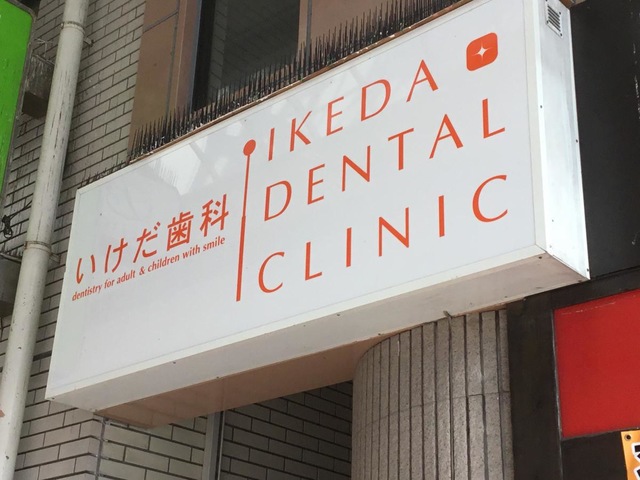 いけだ歯科
dentistry for adult & children with smile
IKEDA
DENTAL
CLINIC